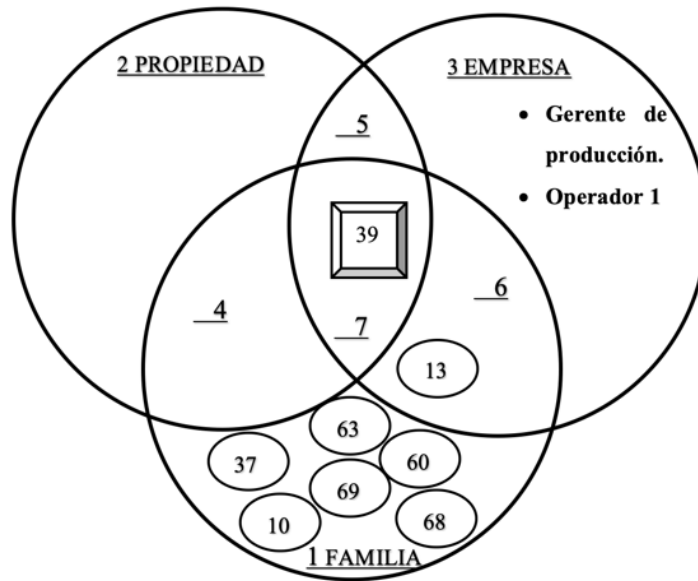 2 PROPIEDAD
3 EMPRESA
5
• Gerente de
producción.
• Operador 1
39
4
6
7
13
63
37
60
69
10
68
1 FAMILIA